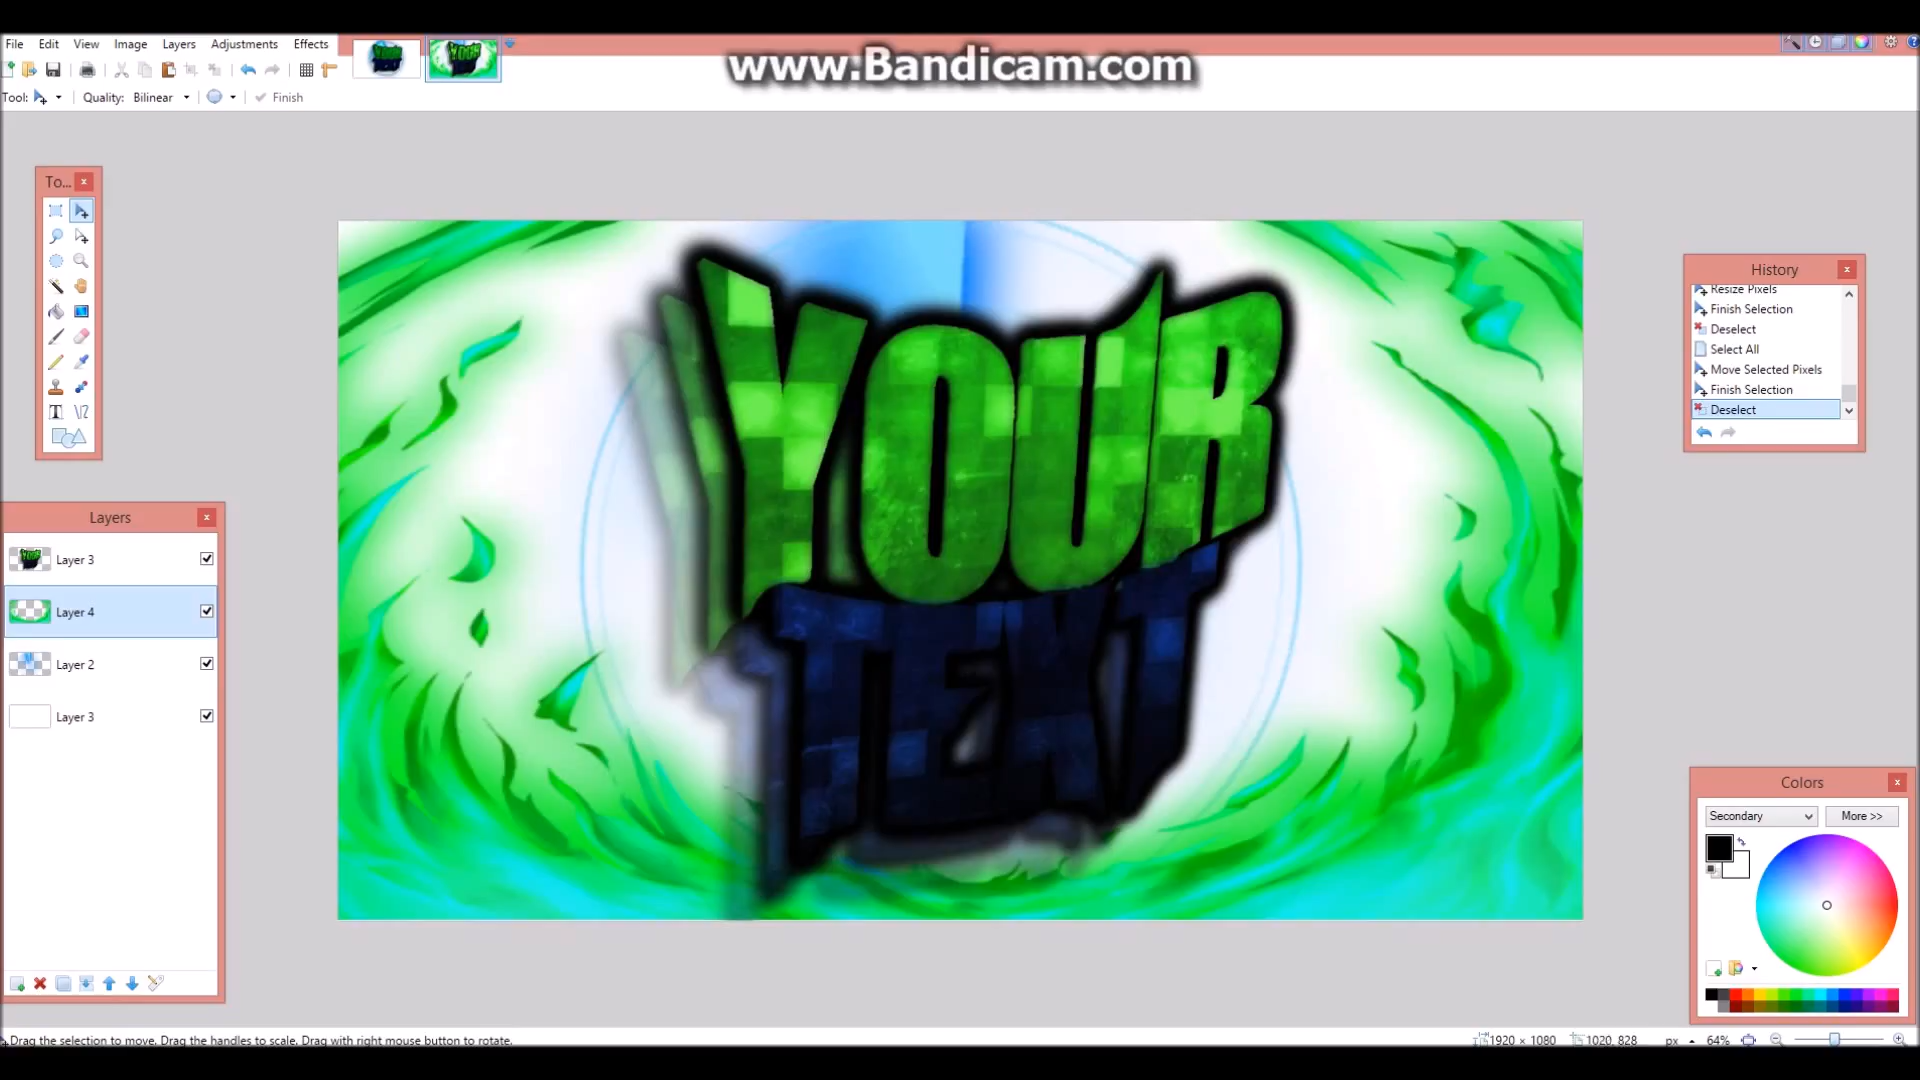 File Edit View Image Layers Adjustments Effects
www.Bandicam.com
Tool: Quality: Bilinear Finish
To...
History
Resize Pixels
Finish Selection
Deselect
Select All
Move Selected Pixels
Finish Selection
Deselect
YOUR
TEXT
Layers
Layer 3
Layer 4
Layer 2
Layer 3
Colors
Secondary More >>
Drag the selection to move. Drag the handles to scale. Drag with right mouse button to rotate.
1920 × 1080 1020, 828 px 64%